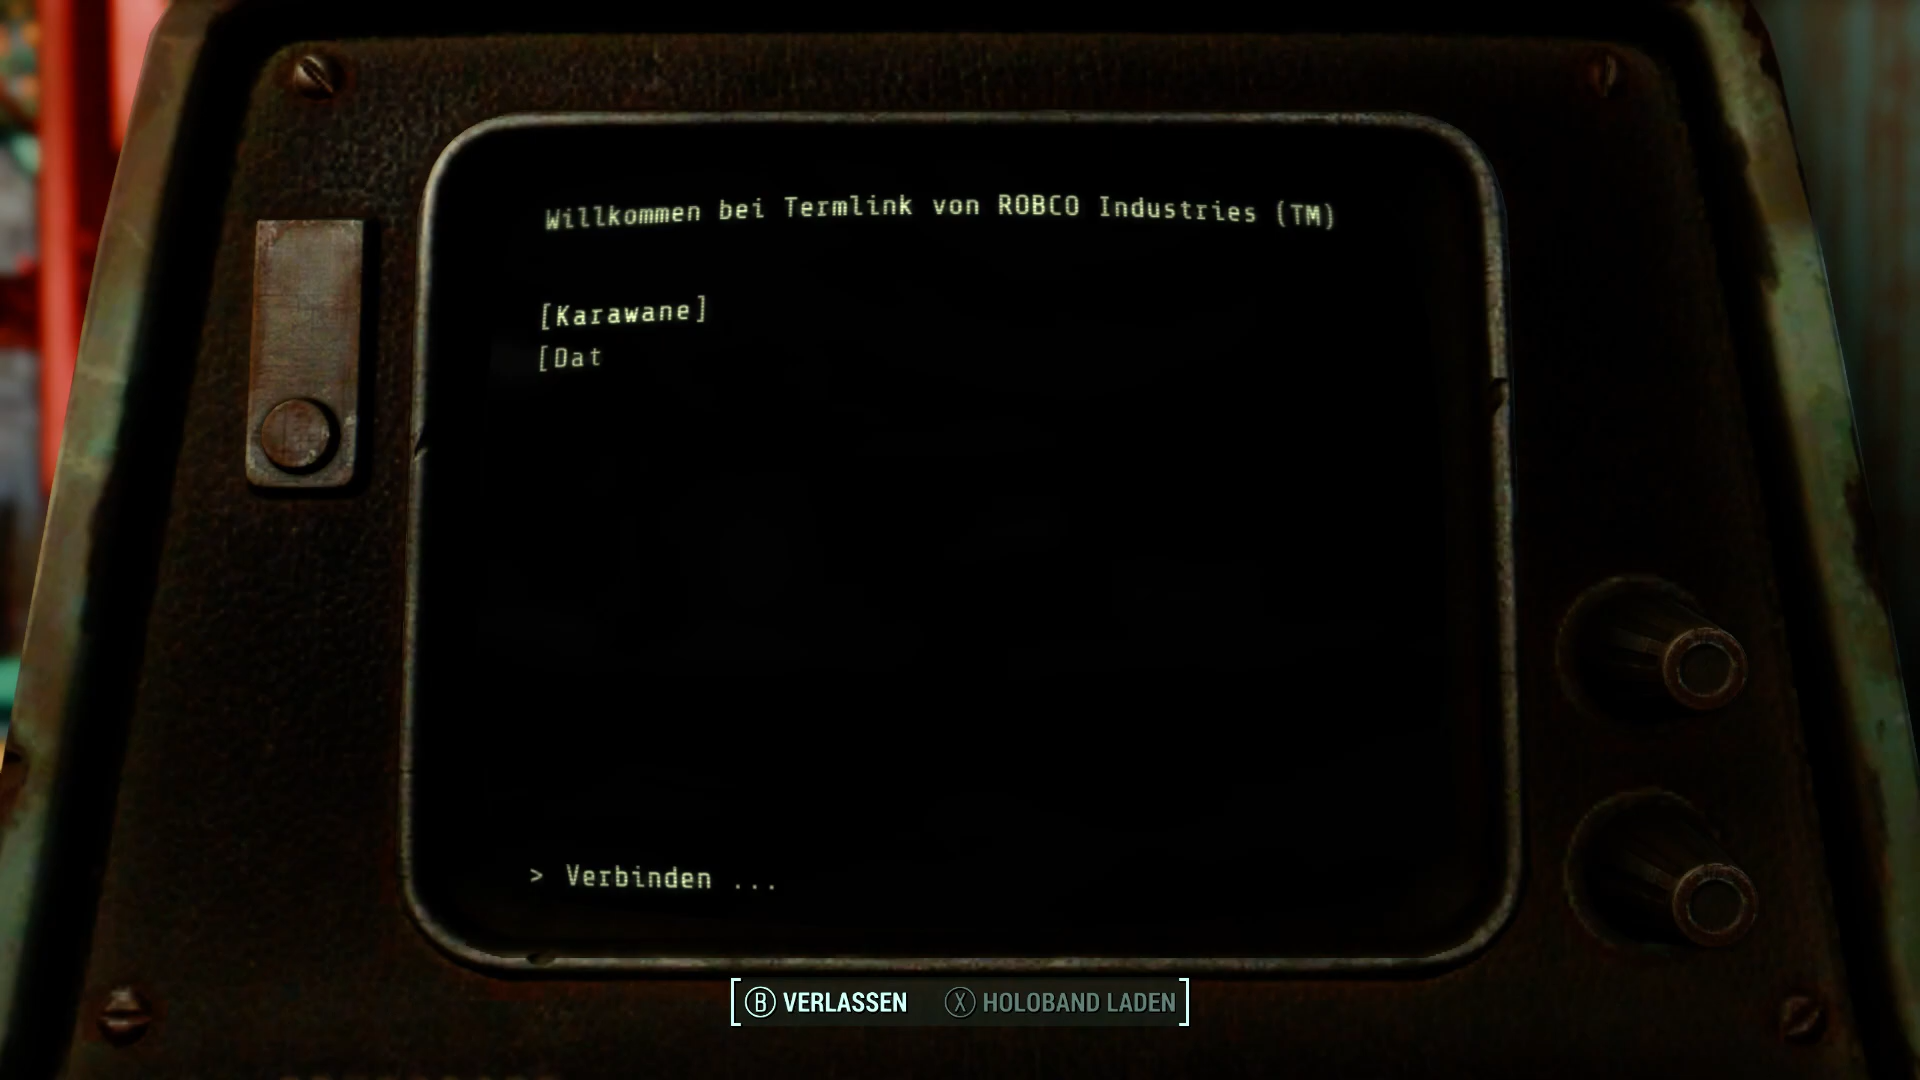 Willkommen bei Termlink von ROBCO Industries (TM)
[Karawane]
[Dat
> Verbinden ...
B VERLASSEN X HOLOBAND LADEN